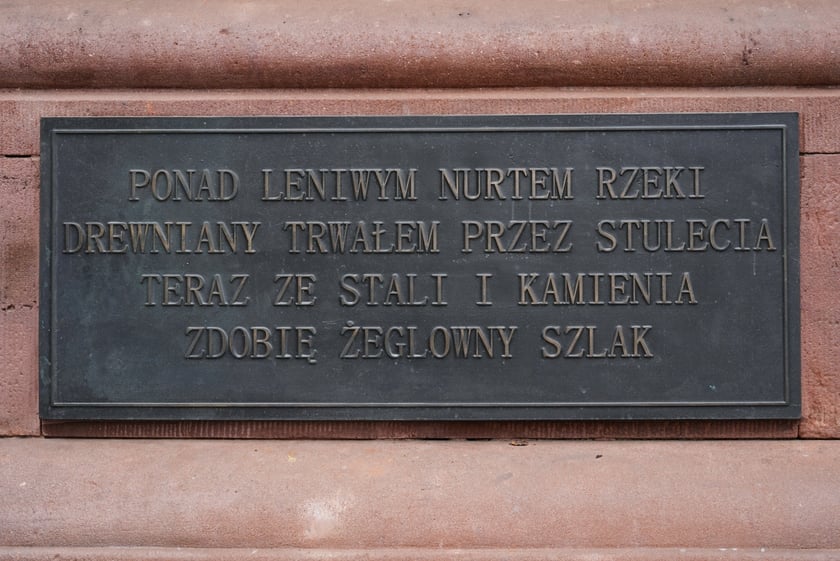 PONAD LENIWYM NURTEM RZEKI
DREWNIANY TRWAŁEM PRZEZ STULECIA
TERAZ ZE STALI I KAMIENIA
ZDOBIĘ ŻEGLOWNY SZLAK